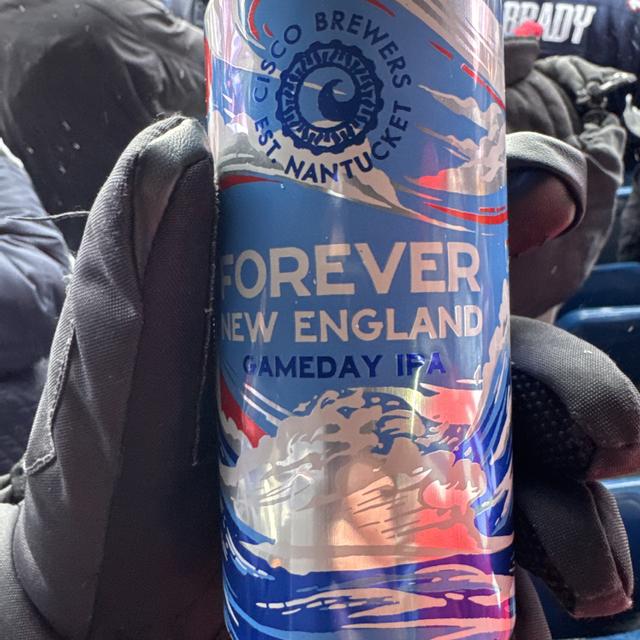 CISCO BREWERS
EST. NANTUCKET
BRADY
FOREVER
NEW ENGLAND
GAMEDAY IPA